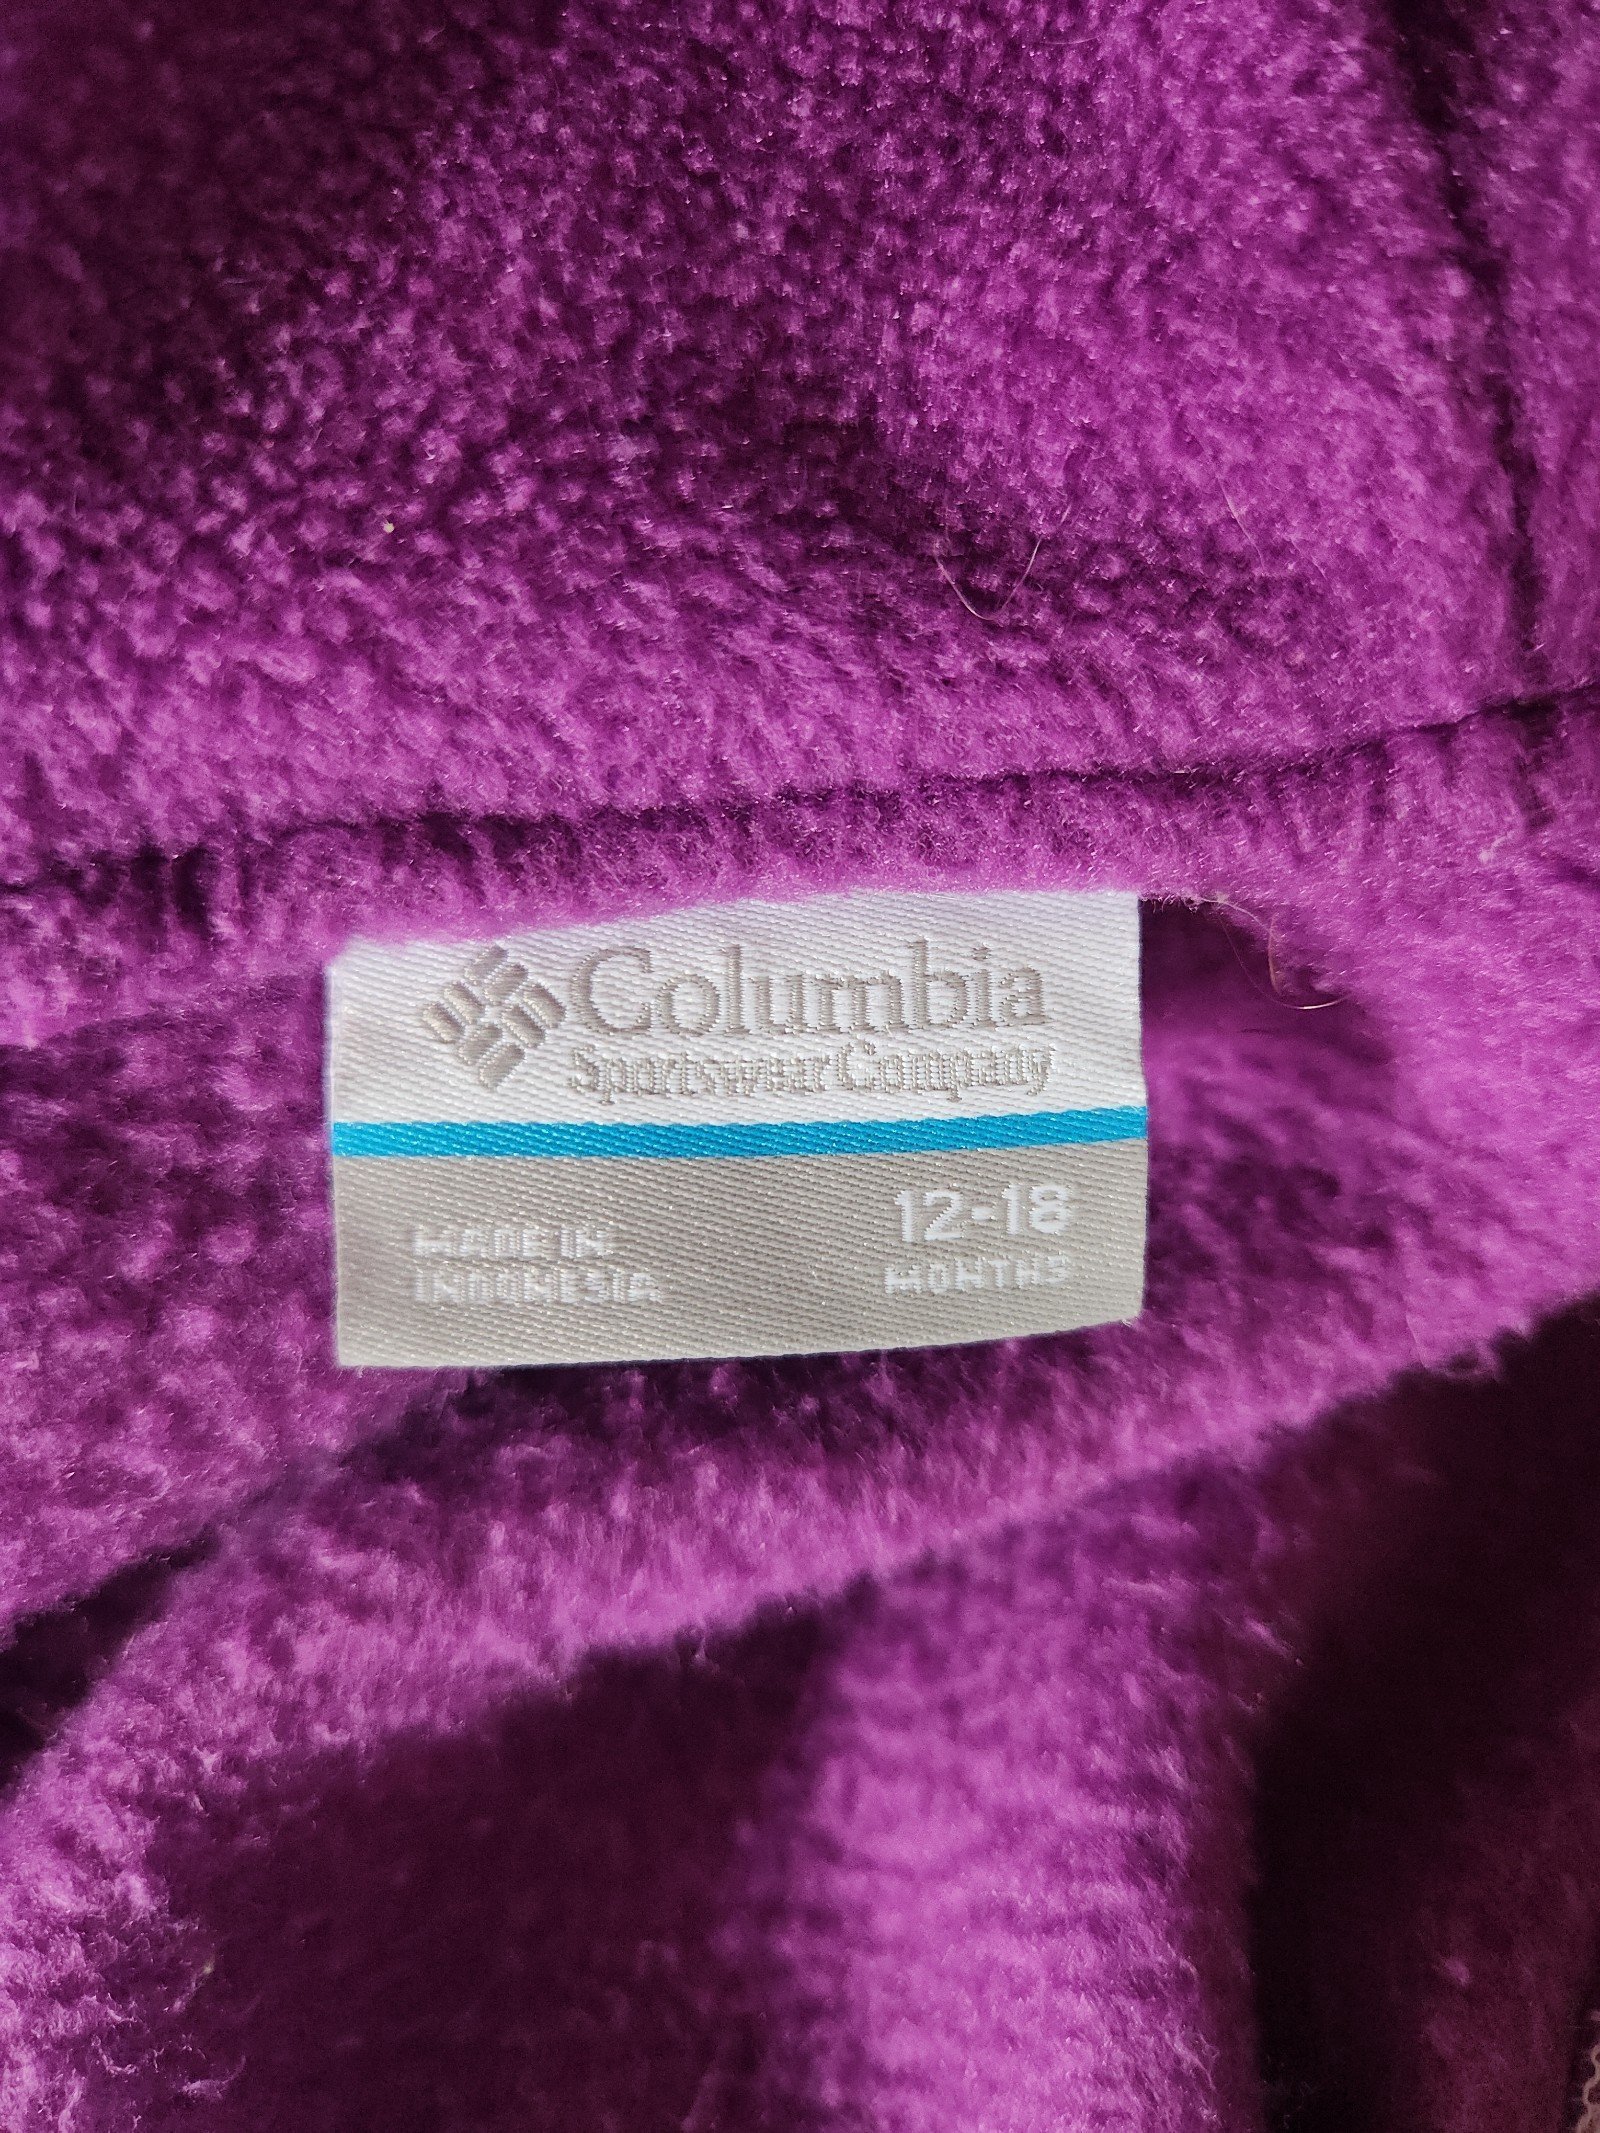 Columbia
Sportswear Company
12-18
MADE IN
MONTHS
INDONESIA